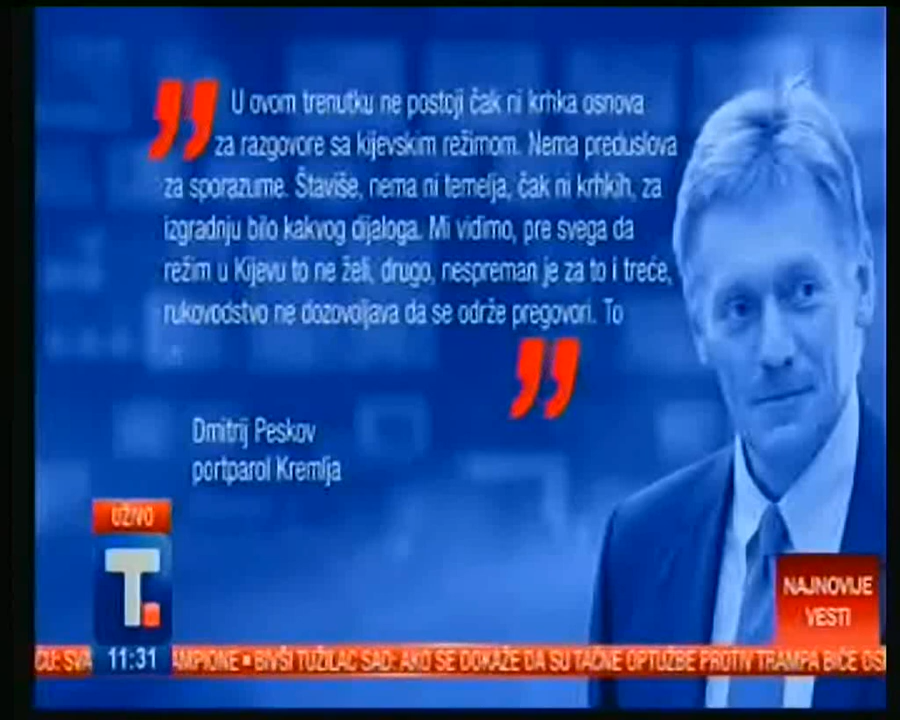 U ovom trenutku ne postoji čak ni krhka osnova
za razgovore sa kijevskim režimom. Nema preduslova
za sporazume. Štaviše, nema ni temelja, čak ni krhkih, za
izgradnju bilo kakvog dijaloga. Mi vidimo, pre svega da
režim u Kijevu to ne želi, drugo, nespreman je za to i treće,
rukovodstvo ne dozovoljava da se održe pregovori. To
Dmitrij Peskov
portparol Kremlja
UŽIVO
T.
NAJNOVIJE
VESTI
CU: SVA 11:31 AMPIONE ▪ BIVŠI TUŽILAC SAD: AKO SE DOKAŽE DA SU TAČNE OPTUŽBE PROTIV TRAMPA BIĆE OS